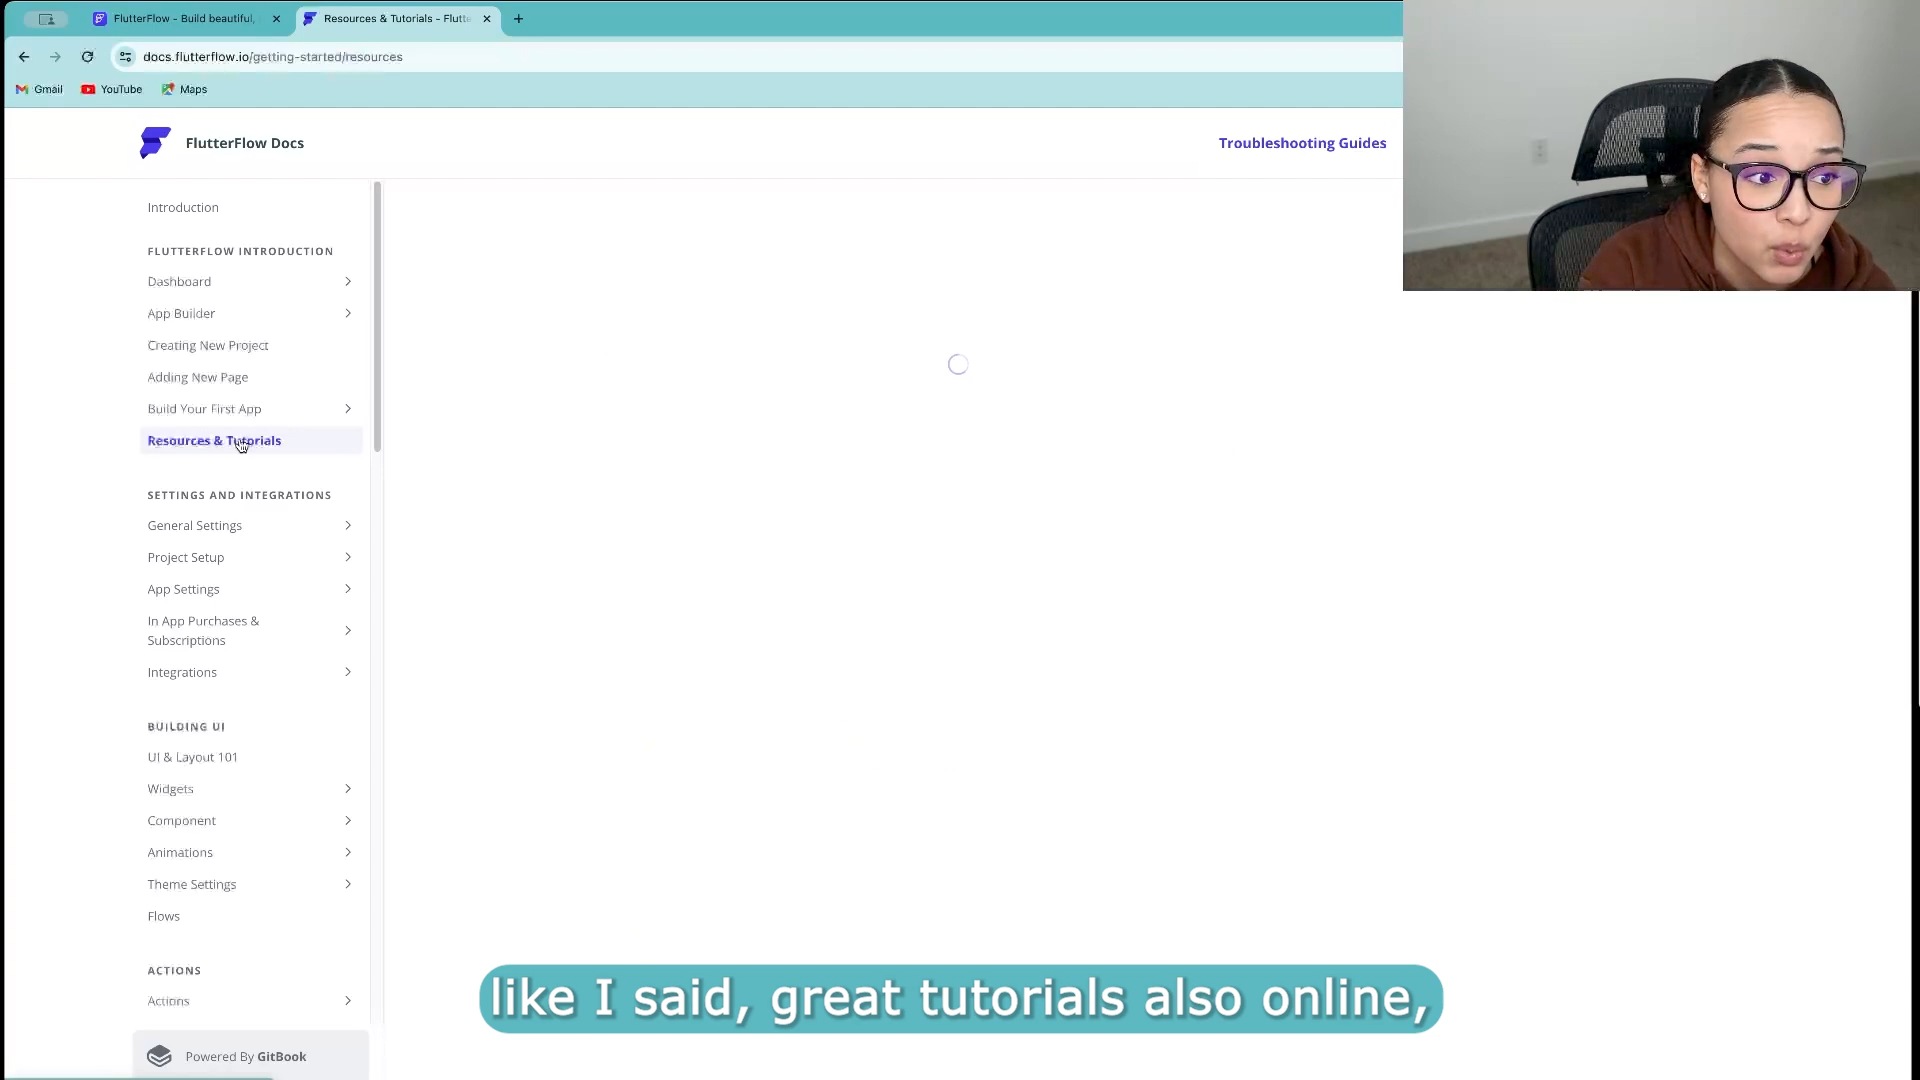 FlutterFlow - Build beautiful,
Resources & Tutorials - Flutte
docs.flutterflow.io/getting-started/resources
Gmail
YouTube
Maps
FlutterFlow Docs
Troubleshooting Guides
Introduction
FLUTTERFLOW INTRODUCTION
Dashboard
App Builder
Creating New Project
Adding New Page
Build Your First App
Resources & Tutorials
SETTINGS AND INTEGRATIONS
General Settings
Project Setup
App Settings
In App Purchases &
Subscriptions
Integrations
BUILDING UI
UI & Layout 101
Widgets
Component
Animations
Theme Settings
Flows
ACTIONS
Actions
Powered By GitBook
like I said, great tutorials also online,